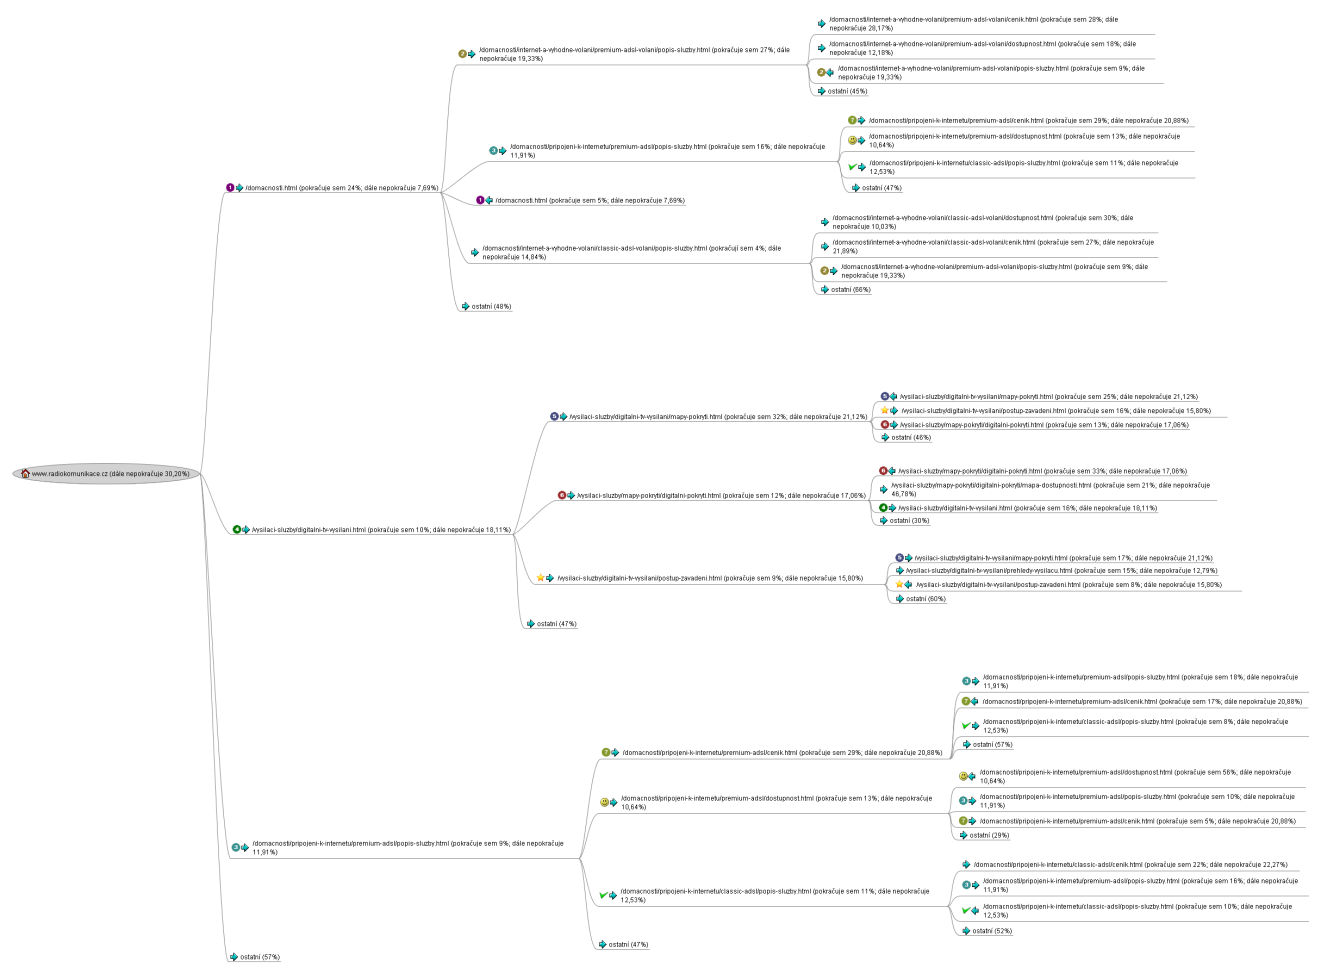 /domacnosti/internet-a-vyhodne-volani/premium-adsl-volani/cenik.html (pokračuje sem 28%; dále
nepokračuje 28,17%)
/domacnosti/internet-a-vyhodne-volani/premium-adsl-volani/popis-sluzby.html (pokračuje sem 27%; dále
nepokračuje 19,33%)
/domacnosti/internet-a-vyhodne-volani/premium-adsl-volani/dostupnost.html (pokračuje sem 18%; dále
nepokračuje 12,18%)
2 /domacnosti/internet-a-vyhodne-volani/premium-adsl-volani/popis-sluzby.html (pokračuje sem 9%; dále
nepokračuje 19,33%)
ostatní (45%)
7 /domacnosti/pripojeni-k-internetu/premium-adsl/cenik.html (pokračuje sem 29%; dále nepokračuje 20,88%)
/domacnosti/pripojeni-k-internetu/premium-adsl/dostupnost.html (pokračuje sem 13%; dále nepokračuje
10,64%)
3 /domacnosti/pripojeni-k-internetu/premium-adsl/popis-sluzby.html (pokračuje sem 16%; dále nepokračuje
11,91%)
/domacnosti/pripojeni-k-internetu/classic-adsl/popis-sluzby.html (pokračuje sem 11%; dále nepokračuje
12,53%)
ostatní (47%)
1 /domacnosti.html (pokračuje sem 24%; dále nepokračuje 7,69%)
1 /domacnosti.html (pokračuje sem 5%; dále nepokračuje 7,69%)
/domacnosti/internet-a-vyhodne-volani/classic-adsl-volani/dostupnost.html (pokračuje sem 30%; dále
nepokračuje 10,03%)
/domacnosti/internet-a-vyhodne-volani/classic-adsl-volani/popis-sluzby.html (pokračují sem 4%; dále
nepokračuje 14,84%)
/domacnosti/internet-a-vyhodne-volani/classic-adsl-volani/cenik.html (pokračuje sem 27%; dále nepokračuje
21,89%)
2 /domacnosti/internet-a-vyhodne-volani/premium-adsl-volani/popis-sluzby.html (pokračuje sem 9%; dále
nepokračuje 19,33%)
ostatní (66%)
ostatní (48%)
5 /vysilaci-sluzby/digitalni-tv-vysilani/mapy-pokryti.html (pokračuje sem 25%; dále nepokračuje 21,12%)
/vysilaci-sluzby/digitalni-tv-vysilani/postup-zavadeni.html (pokračuje sem 16%; dále nepokračuje 15,80%)
5 /vysilaci-sluzby/digitalni-tv-vysilani/mapy-pokryti.html (pokračuje sem 32%; dále nepokračuje 21,12%)
6 /vysilaci-sluzby/mapy-pokryti/digitalni-pokryti.html (pokračuje sem 13%; dále nepokračuje 17,06%)
ostatní (46%)
www.radiokomunikace.cz (dále nepokračuje 30,20%)
6 /vysilaci-sluzby/mapy-pokryti/digitalni-pokryti.html (pokračuje sem 33%; dále nepokračuje 17,06%)
/vysilaci-sluzby/mapy-pokryti/digitalni-pokryti/mapa-dostupnosti.html (pokračuje sem 21%; dále nepokračuje
46,78%)
6 /vysilaci-sluzby/mapy-pokryti/digitalni-pokryti.html (pokračuje sem 12%; dále nepokračuje 17,06%)
4 /vysilaci-sluzby/digitalni-tv-vysilani.html (pokračuje sem 16%; dále nepokračuje 18,11%)
ostatní (30%)
4 /vysilaci-sluzby/digitalni-tv-vysilani.html (pokračuje sem 10%; dále nepokračuje 18,11%)
5 /vysilaci-sluzby/digitalni-tv-vysilani/mapy-pokryti.html (pokračuje sem 17%; dále nepokračuje 21,12%)
/vysilaci-sluzby/digitalni-tv-vysilani/prehledy-vysilacu.html (pokračuje sem 15%; dále nepokračuje 12,79%)
/vysilaci-sluzby/digitalni-tv-vysilani/postup-zavadeni.html (pokračuje sem 9%; dále nepokračuje 15,80%)
/vysilaci-sluzby/digitalni-tv-vysilani/postup-zavadeni.html (pokračuje sem 8%; dále nepokračuje 15,80%)
ostatní (60%)
ostatní (47%)
3 /domacnosti/pripojeni-k-internetu/premium-adsl/popis-sluzby.html (pokračuje sem 18%; dále nepokračuje
11,91%)
7 /domacnosti/pripojeni-k-internetu/premium-adsl/cenik.html (pokračuje sem 17%; dále nepokračuje 20,88%)
/domacnosti/pripojeni-k-internetu/classic-adsl/popis-sluzby.html (pokračuje sem 8%; dále nepokračuje
12,53%)
ostatní (57%)
7 /domacnosti/pripojeni-k-internetu/premium-adsl/cenik.html (pokračuje sem 29%; dále nepokračuje 20,88%)
/domacnosti/pripojeni-k-internetu/premium-adsl/dostupnost.html (pokračuje sem 56%; dále nepokračuje
10,64%)
/domacnosti/pripojeni-k-internetu/premium-adsl/dostupnost.html (pokračuje sem 13%; dále nepokračuje
10,64%)
3 /domacnosti/pripojeni-k-internetu/premium-adsl/popis-sluzby.html (pokračuje sem 10%; dále nepokračuje
11,91%)
7 /domacnosti/pripojeni-k-internetu/premium-adsl/cenik.html (pokračuje sem 5%; dále nepokračuje 20,88%)
ostatní (29%)
3 /domacnosti/pripojeni-k-internetu/premium-adsl/popis-sluzby.html (pokračuje sem 9%; dále nepokračuje
11,91%)
/domacnosti/pripojeni-k-internetu/classic-adsl/cenik.html (pokračuje sem 22%; dále nepokračuje 22,27%)
3 /domacnosti/pripojeni-k-internetu/premium-adsl/popis-sluzby.html (pokračuje sem 16%; dále nepokračuje
11,91%)
/domacnosti/pripojeni-k-internetu/classic-adsl/popis-sluzby.html (pokračuje sem 11%; dále nepokračuje
12,53%)
/domacnosti/pripojeni-k-internetu/classic-adsl/popis-sluzby.html (pokračuje sem 10%; dále nepokračuje
12,53%)
ostatní (52%)
ostatní (47%)
ostatní (57%)